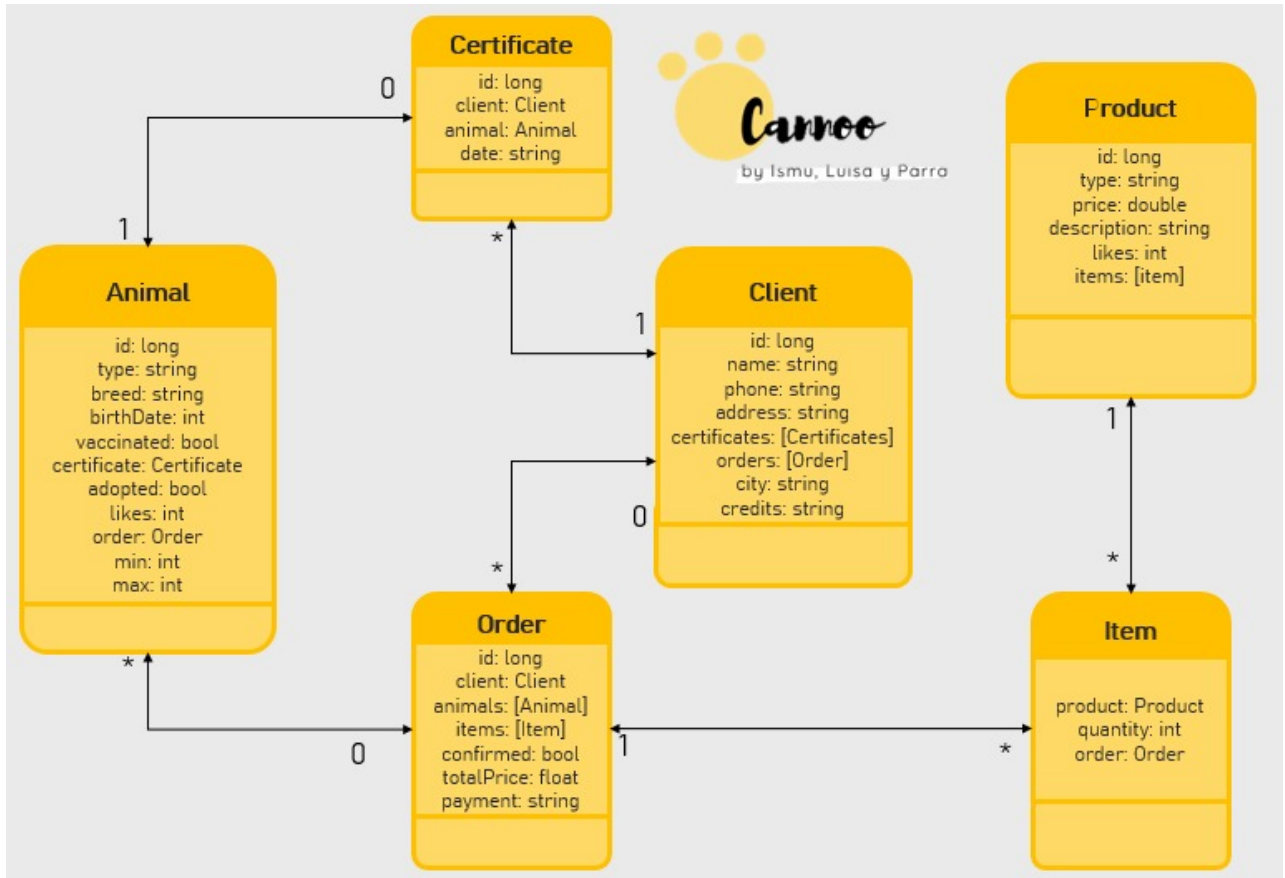 Certificate
id: long
client: Client
animal: Animal
date: string
0
1
*
Cannoo
by Ismu, Luisa y Parra
Product
id: long
type: string
price: double
description: string
likes: int
items: [item]
1
*
Animal
id: long
type: string
breed: string
birthDate: int
vaccinated: bool
certificate: Certificate
adopted: bool
likes: int
order: Order
min: int
max: int
*
0
Client
id: long
name: string
phone: string
address: string
certificates: [Certificates]
orders: [Order]
city: string
credits: string
1
0
*
Order
id: long
client: Client
animals: [Animal]
items: [Item]
confirmed: bool
totalPrice: float
payment: string
1
*
Item
product: Product
quantity: int
order: Order